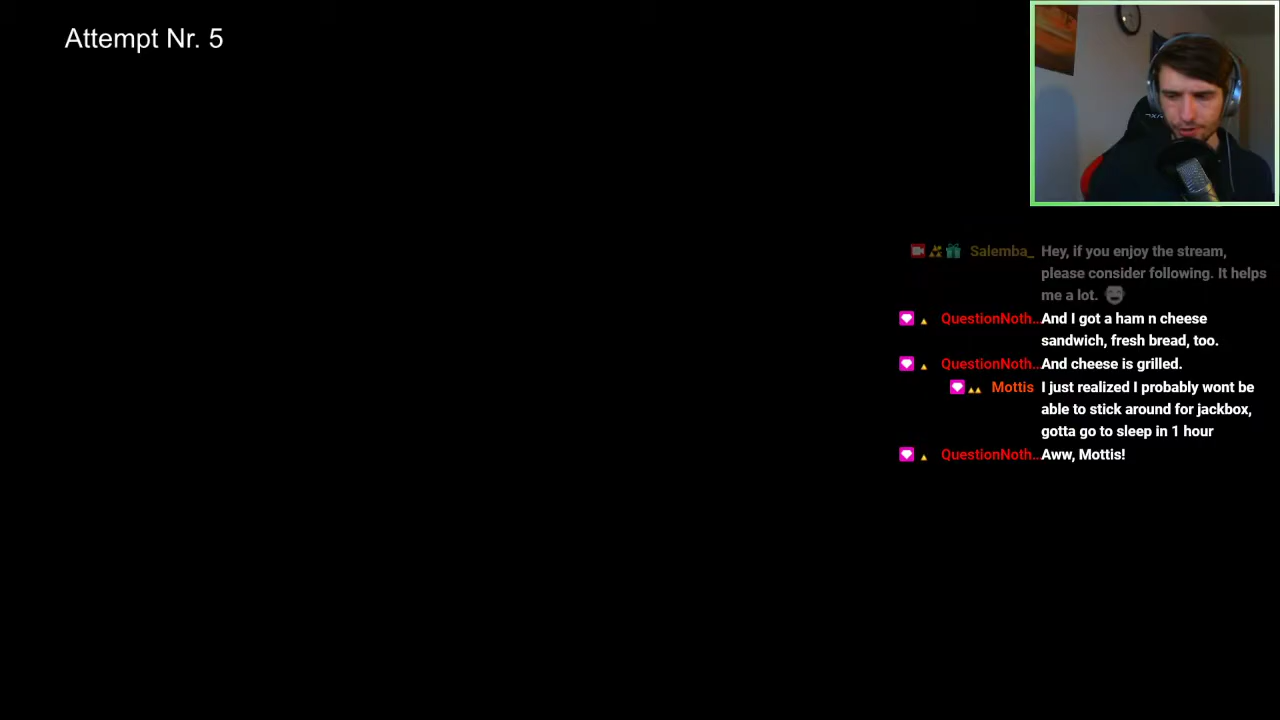 Attempt Nr. 5
Salemba_ Hey, if you enjoy the stream,
please consider following. It helps
me a lot.
QuestionNoth... And I got a ham n cheese
sandwich, fresh bread, too.
QuestionNoth... And cheese is grilled.
Mottis I just realized I probably wont be
able to stick around for jackbox,
gotta go to sleep in 1 hour
QuestionNoth... Aww, Mottis!